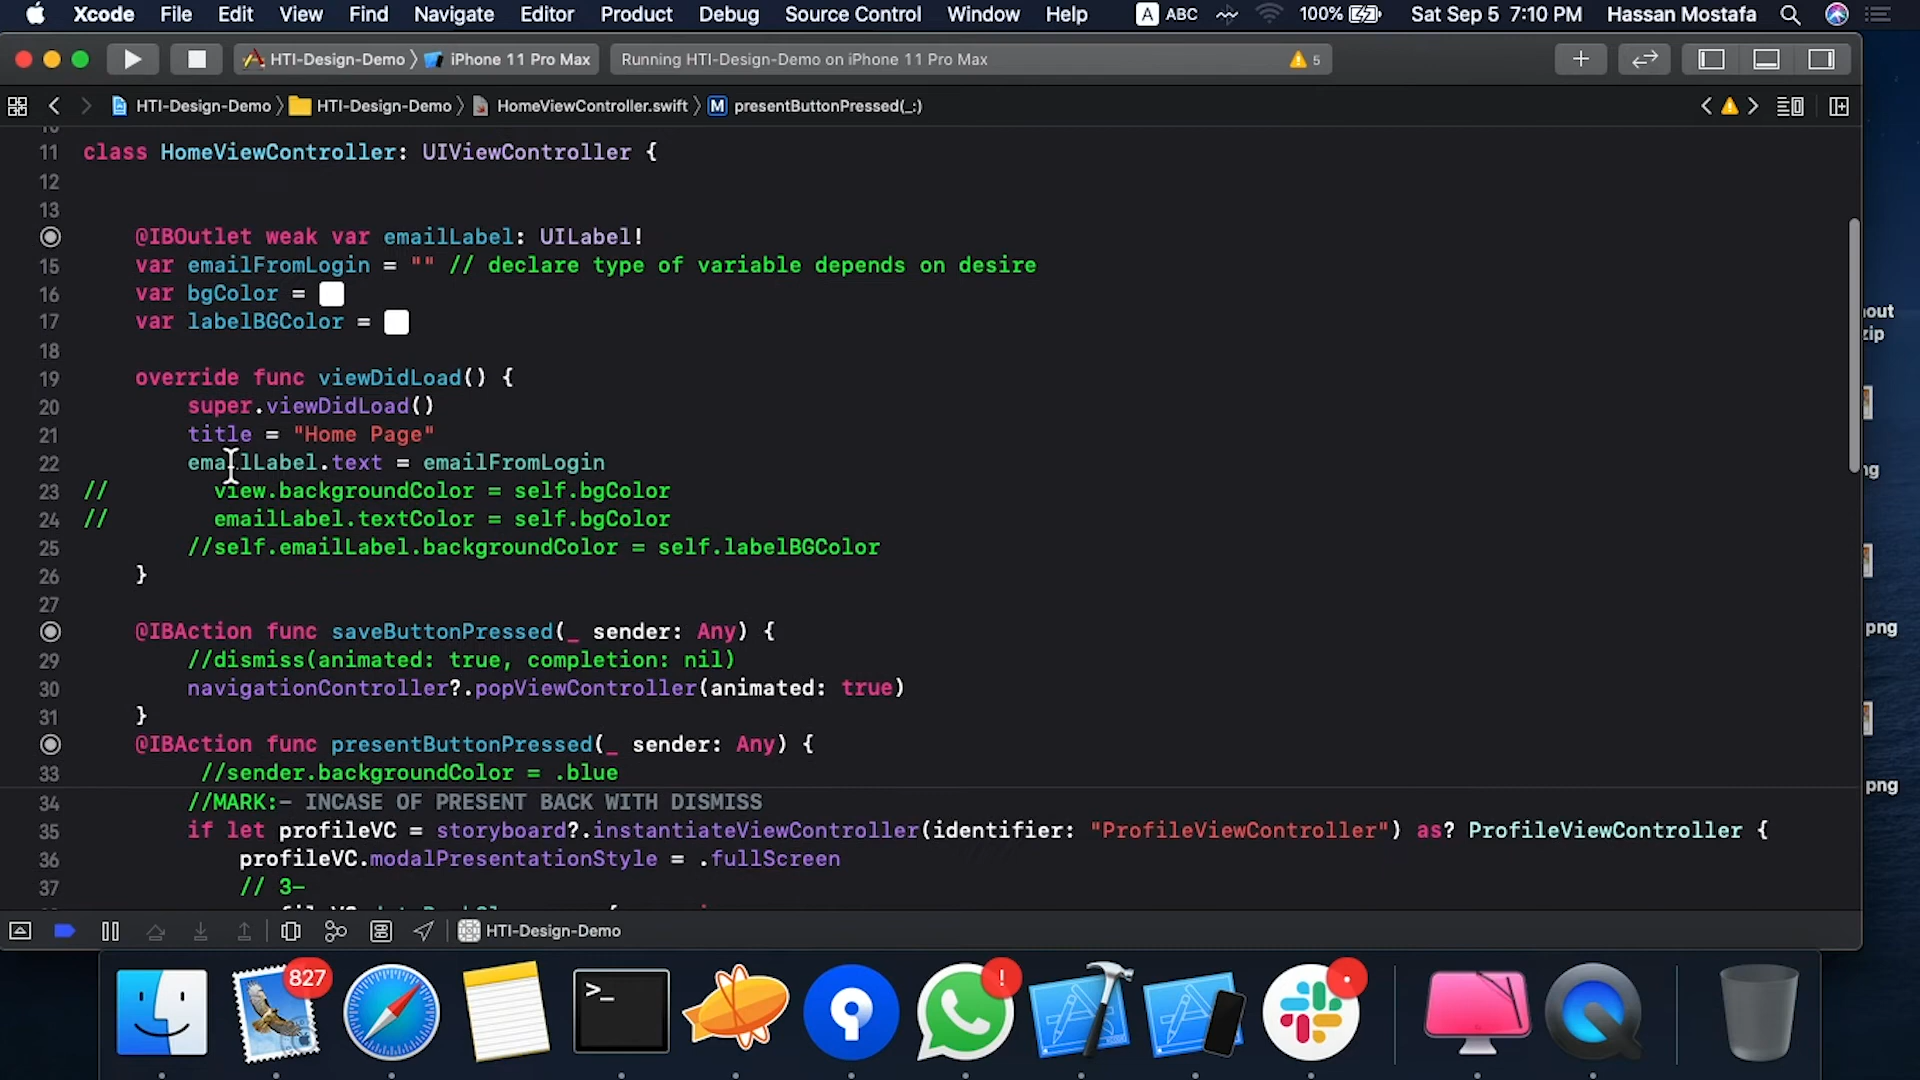 Xcode File Edit View Find Navigate Editor Product Debug Source Control Window Help A ABC 100% Sat Sep 5 7:10 PM Hassan Mostafa
HTI-Design-Demo iPhone 11 Pro Max Running HTI-Design-Demo on iPhone 11 Pro Max 5
HTI-Design-Demo HTI-Design-Demo HomeViewController.swift M presentButtonPressed(_:)
11 class HomeViewController: UIViewController {
12
13
@IBOutlet weak var emailLabel: UILabel!
15 var emailFromLogin = "" // declare type of variable depends on desire
16 var bgColor =
17 var labelBGColor =
18
19 override func viewDidLoad() {
20 super.viewDidLoad()
21 title = "Home Page"
22 emailLabel.text = emailFromLogin
23 // view.backgroundColor = self.bgColor
24 // emailLabel.textColor = self.bgColor
25 //self.emailLabel.backgroundColor = self.labelBGColor
26 }
27
@IBAction func saveButtonPressed(_ sender: Any) {
29 //dismiss(animated: true, completion: nil)
30 navigationController?.popViewController(animated: true)
31 }
@IBAction func presentButtonPressed(_ sender: Any) {
33 //sender.backgroundColor = .blue
34 //MARK:- INCASE OF PRESENT BACK WITH DISMISS
35 if let profileVC = storyboard?.instantiateViewController(identifier: "ProfileViewController") as? ProfileViewController {
36 profileVC.modalPresentationStyle = .fullScreen
37 // 3-
HTI-Design-Demo
out
zip
ng
png
png
827
>_
!